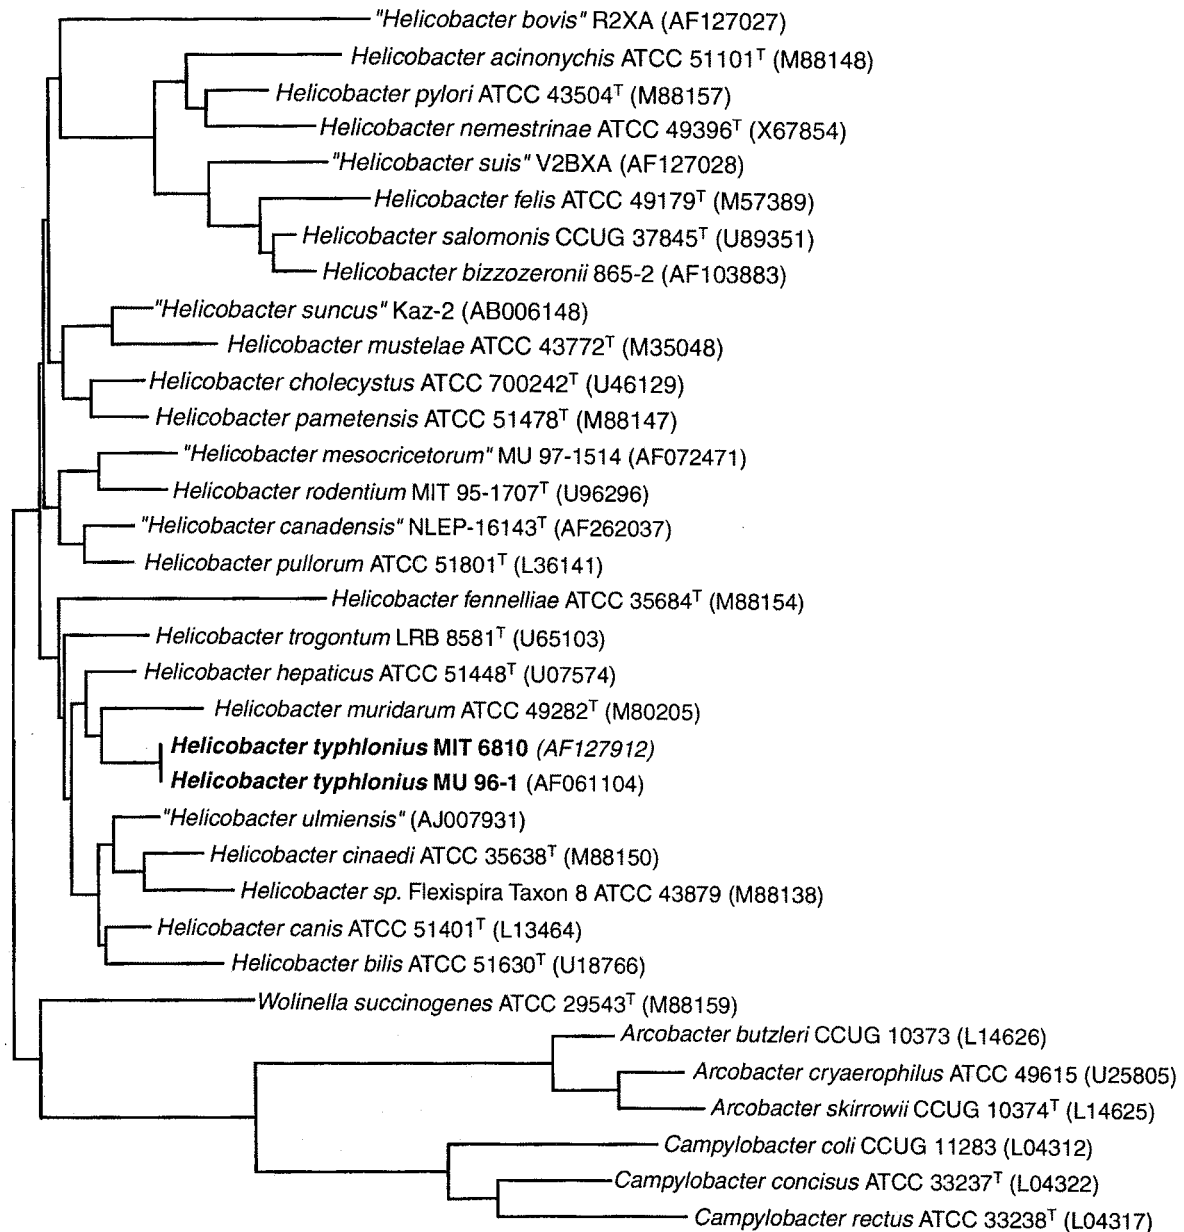 "Helicobacter bovis" R2XA (AF127027)
Helicobacter acinonychis ATCC 51101ᵀ (M88148)
Helicobacter pylori ATCC 43504ᵀ (M88157)
Helicobacter nemestrinae ATCC 49396ᵀ (X67854)
"Helicobacter suis" V2BXA (AF127028)
Helicobacter felis ATCC 49179ᵀ (M57389)
Helicobacter salomonis CCUG 37845ᵀ (U89351)
Helicobacter bizzozeronii 865-2 (AF103883)
"Helicobacter suncus" Kaz-2 (AB006148)
Helicobacter mustelae ATCC 43772ᵀ (M35048)
Helicobacter cholecystus ATCC 700242ᵀ (U46129)
Helicobacter pametensis ATCC 51478ᵀ (M88147)
"Helicobacter mesocricetorum" MU 97-1514 (AF072471)
Helicobacter rodentium MIT 95-1707ᵀ (U96296)
"Helicobacter canadensis" NLEP-16143ᵀ (AF262037)
Helicobacter pullorum ATCC 51801ᵀ (L36141)
Helicobacter fennelliae ATCC 35684ᵀ (M88154)
Helicobacter trogontum LRB 8581ᵀ (U65103)
Helicobacter hepaticus ATCC 51448ᵀ (U07574)
Helicobacter muridarum ATCC 49282ᵀ (M80205)
Helicobacter typhlonius MIT 6810 (AF127912)
Helicobacter typhlonius MU 96-1 (AF061104)
"Helicobacter ulmiensis" (AJ007931)
Helicobacter cinaedi ATCC 35638ᵀ (M88150)
Helicobacter sp. Flexispira Taxon 8 ATCC 43879 (M88138)
Helicobacter canis ATCC 51401ᵀ (L13464)
Helicobacter bilis ATCC 51630ᵀ (U18766)
Wolinella succinogenes ATCC 29543ᵀ (M88159)
Arcobacter butzleri CCUG 10373 (L14626)
Arcobacter cryaerophilus ATCC 49615 (U25805)
Arcobacter skirrowii CCUG 10374ᵀ (L14625)
Campylobacter coli CCUG 11283 (L04312)
Campylobacter concisus ATCC 33237ᵀ (L04322)
Campylobacter rectus ATCC 33238ᵀ (L04317)